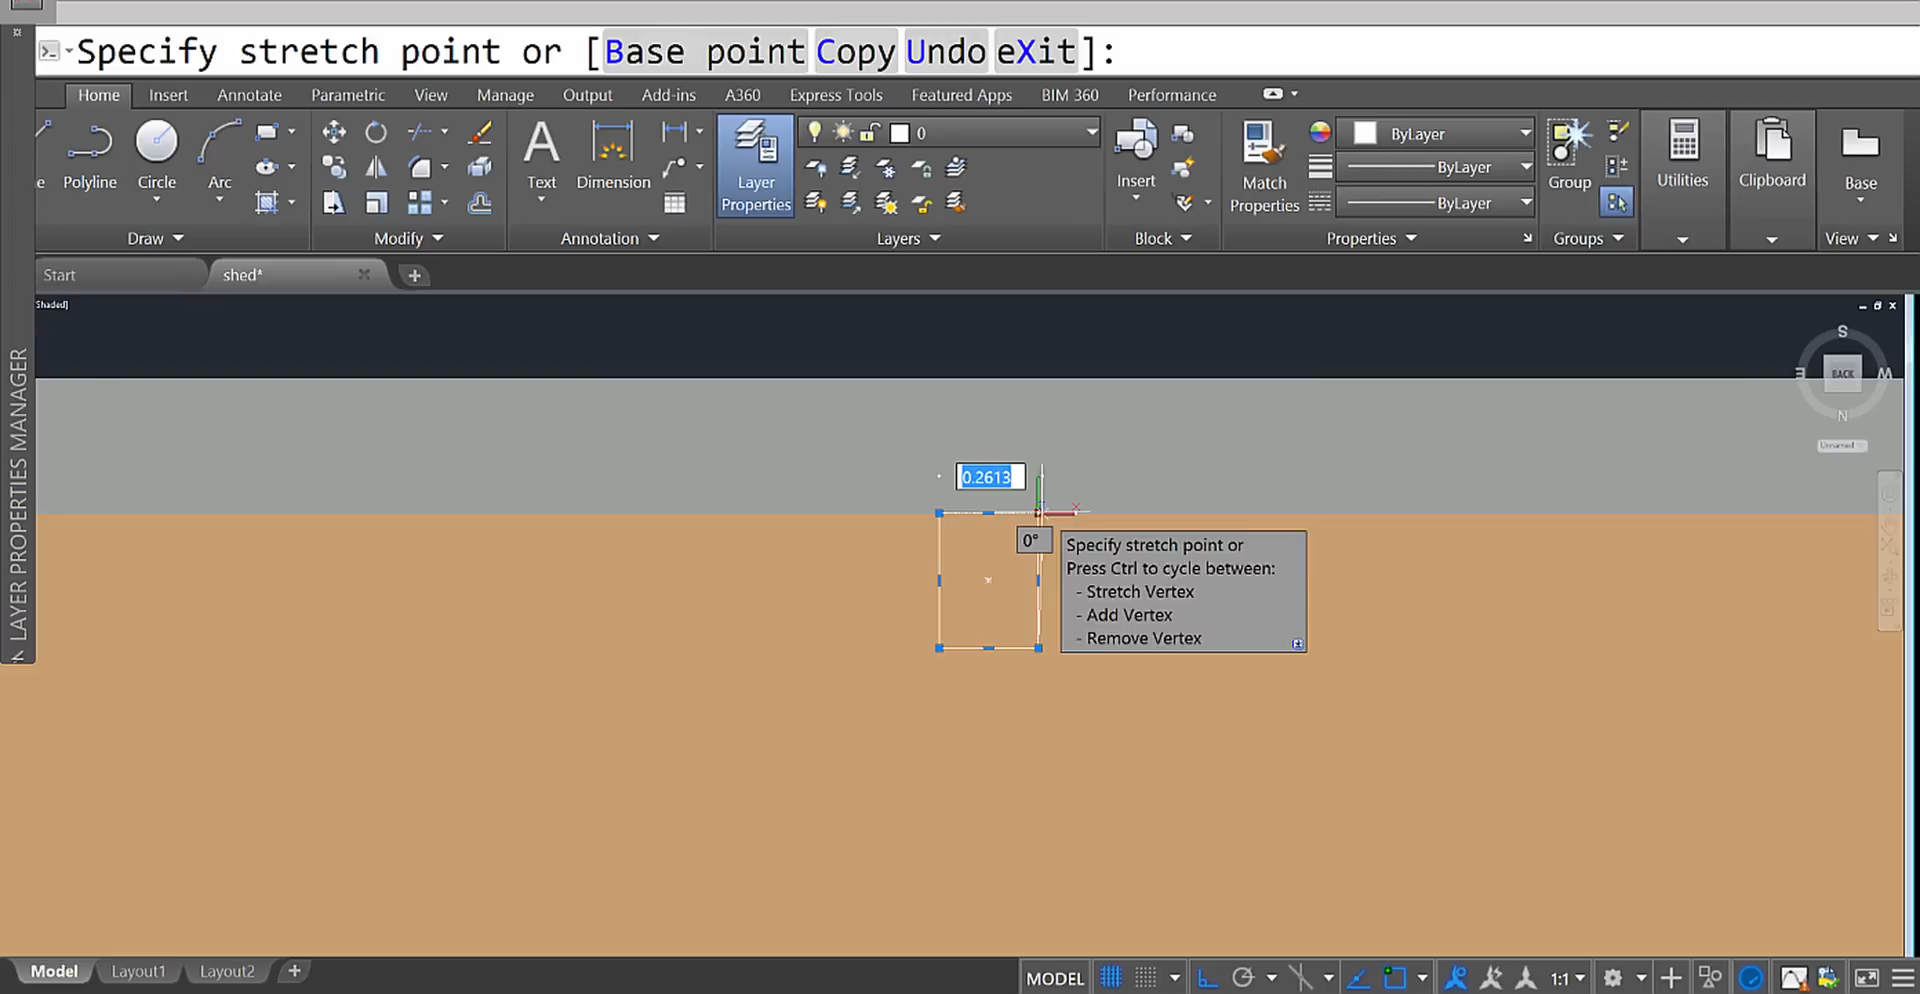 Specify stretch point or [Base point Copy Undo eXit]:
Home Insert Annotate Parametric View Manage Output Add-ins A360 Express Tools Featured Apps BIM 360 Performance
0
ByLayer
e Polyline Circle Arc
Text Dimension
Layer
Properties
Insert
Match
Properties
ByLayer
ByLayer
Group
Utilities
Clipboard
Base
Draw Modify Annotation Layers Block Properties Groups View
Start shed*
Shaded]
S
E BACK W
N
Unnamed
LAYER PROPERTIES MANAGER
0.2613
X
0°
Specify stretch point or
Press Ctrl to cycle between:
- Stretch Vertex
- Add Vertex
- Remove Vertex
Model Layout1 Layout2 +
MODEL 1:1